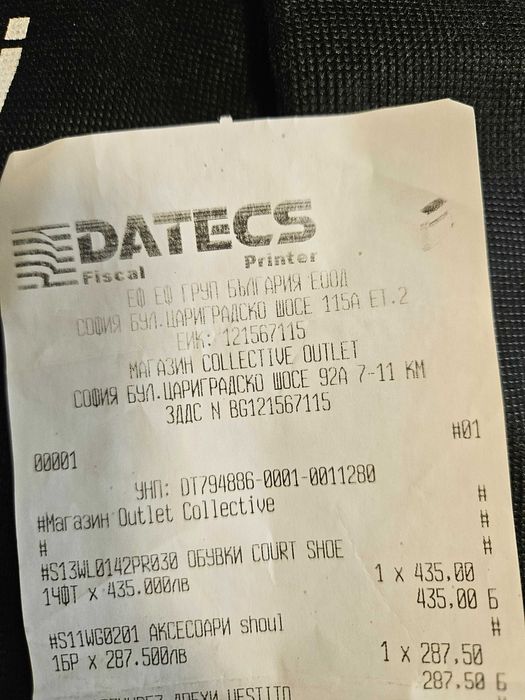 DATECS
Fiscal Printer
ЕФ ЕФ ГРУП БЪЛГАРИЯ ЕООД
СОФИЯ БУЛ.ЦАРИГРАДСКО ШОСЕ 115А ЕТ.2
ЕИК: 121567115
МАГАЗИН COLLECTIVE OUTLET
СОФИЯ БУЛ.ЦАРИГРАДСКО ШОСЕ 92А 7-11 КМ
ЗДДС N BG121567115
00001 #01
УНП: DT794886-0001-0011280
#Магазин Outlet Collective #
# #
#S13WL0142PR030 ОБУВКИ COURT SHOE #
1ЧФТ x 435.000лв 1 x 435,00
435,00 Б
#S11WG0201 АКСЕСОАРИ shoul #
1БР x 287.500лв 1 x 287,50
287.50 Б